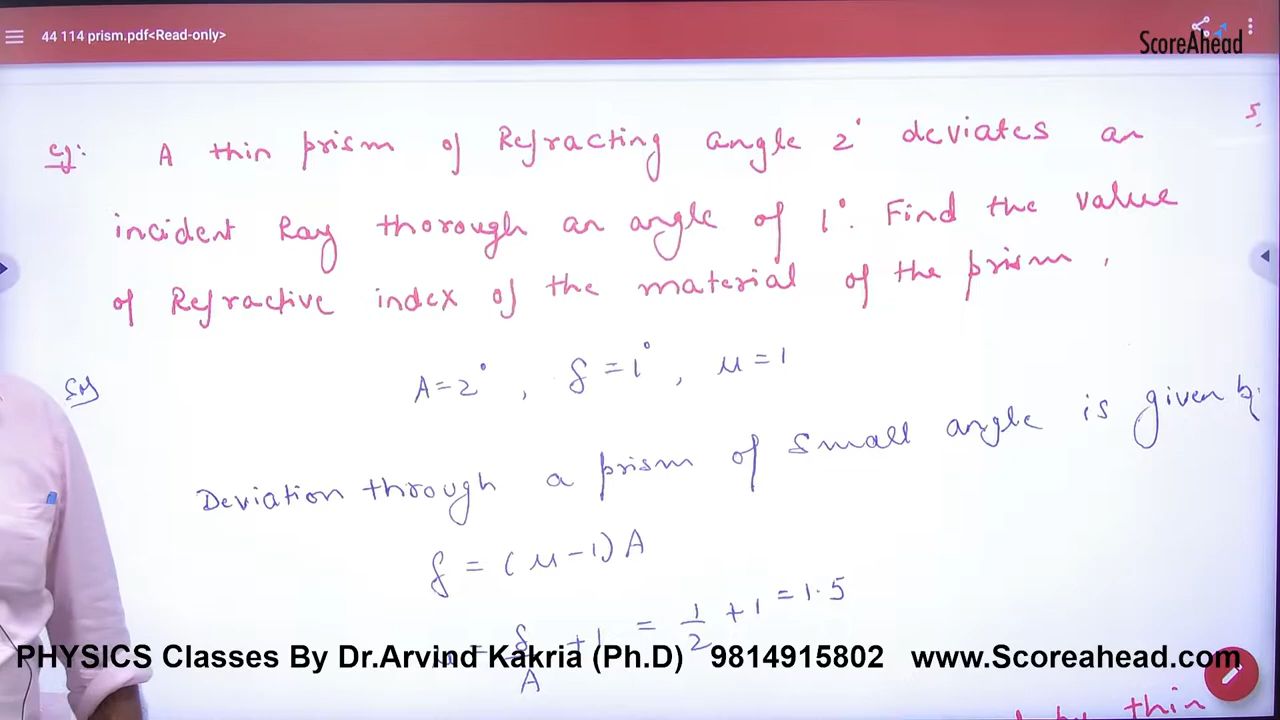 44 114 prism.pdf<Read-only>
ScoreAhead
5.
eg: A thin prism of Refracting angle 2° deviates an
incident Ray thorough an angle of 1°. Find the value
of Refractive index of the material of the prism.
Sol A=2°, δ=1°, μ=1
Deviation through a prism of small angle is given by
δ = (μ-1) A
μ = δ/A +1 = 1/2 +1 = 1.5
PHYSICS Classes By Dr.Arvind Kakria (Ph.D) 9814915802 www.Scoreahead.com
by thin